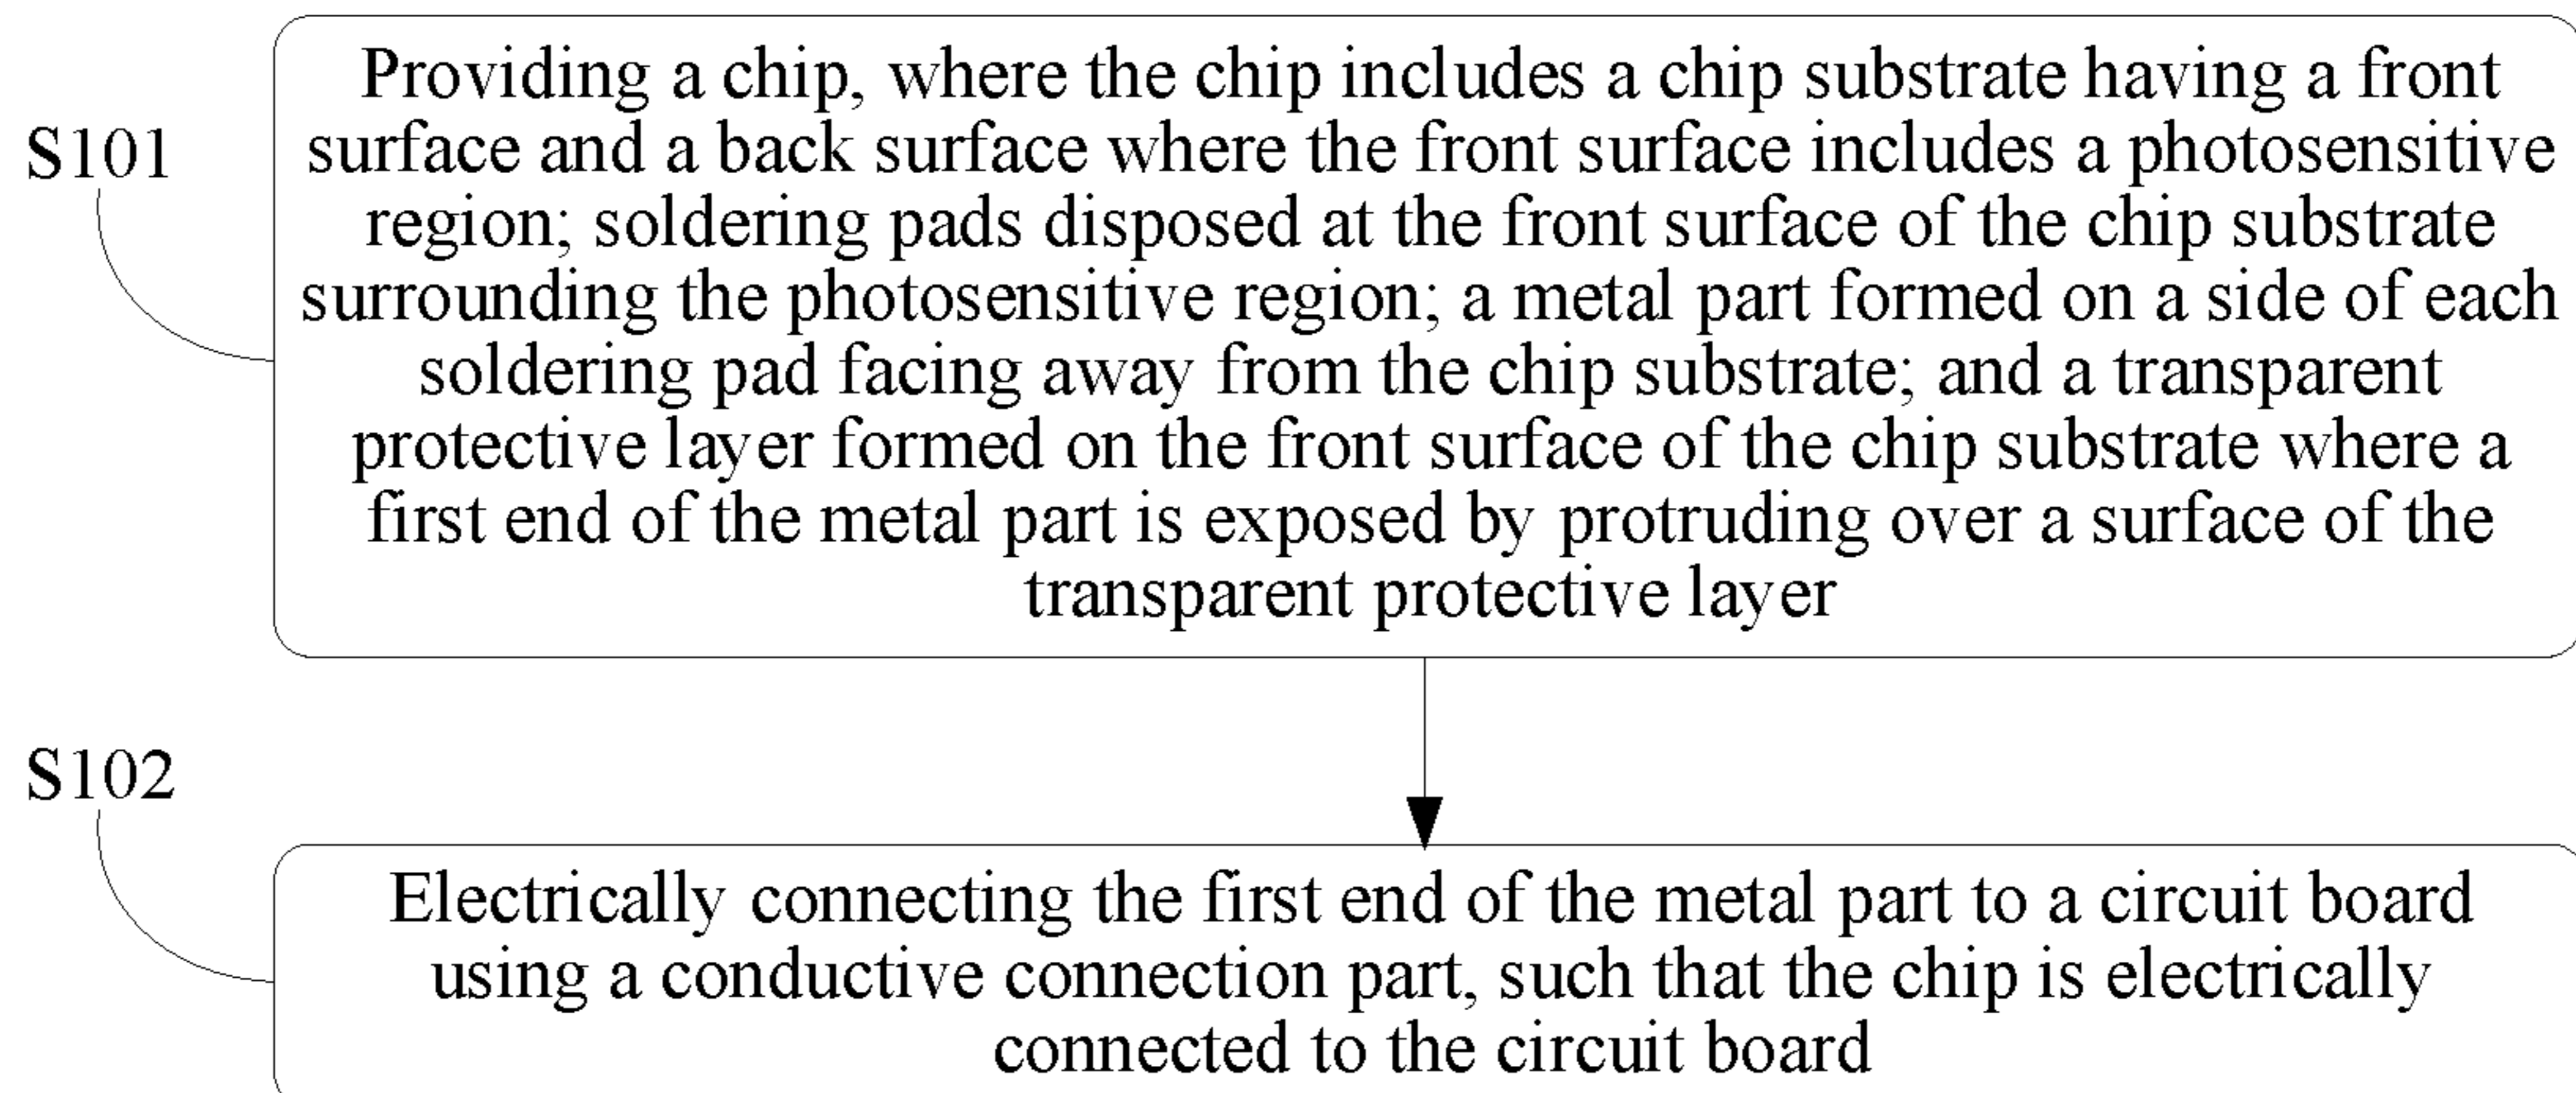 S101
Providing a chip, where the chip includes a chip substrate having a front
surface and a back surface where the front surface includes a photosensitive
region; soldering pads disposed at the front surface of the chip substrate
surrounding the photosensitive region; a metal part formed on a side of each
soldering pad facing away from the chip substrate; and a transparent
protective layer formed on the front surface of the chip substrate where a
first end of the metal part is exposed by protruding over a surface of the
transparent protective layer
S102
Electrically connecting the first end of the metal part to a circuit board
using a conductive connection part, such that the chip is electrically
connected to the circuit board